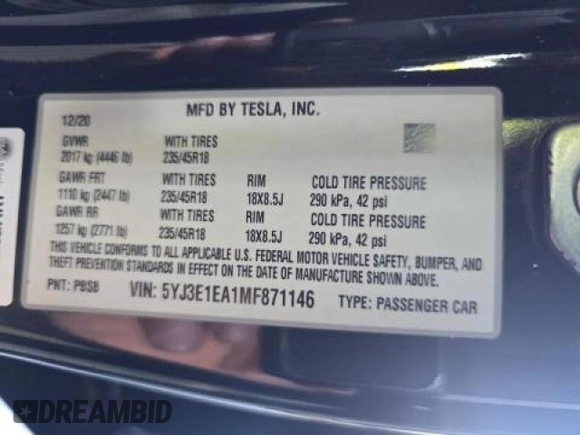 12/20 MFD BY TESLA, INC.
GVWR WITH TIRES
2017 kg (4446 lb) 235/45R18
GAWR FRT WITH TIRES RIM COLD TIRE PRESSURE
1110 kg (2447 lb) 235/45R18 18X8.5J 290 kPa, 42 psi
GAWR RR WITH TIRES RIM COLD TIRE PRESSURE
1257 kg (2771 lb) 235/45R18 18X8.5J 290 kPa, 42 psi
THIS VEHICLE CONFORMS TO ALL APPLICABLE U.S. FEDERAL MOTOR VEHICLE SAFETY, BUMPER, AND
THEFT PREVENTION STANDARDS IN EFFECT ON THE DATE OF MANUFACTURE SHOWN ABOVE.
PNT: PBSB VIN: 5YJ3E1EA1MF871146 TYPE: PASSENGER CAR
DREAMBID